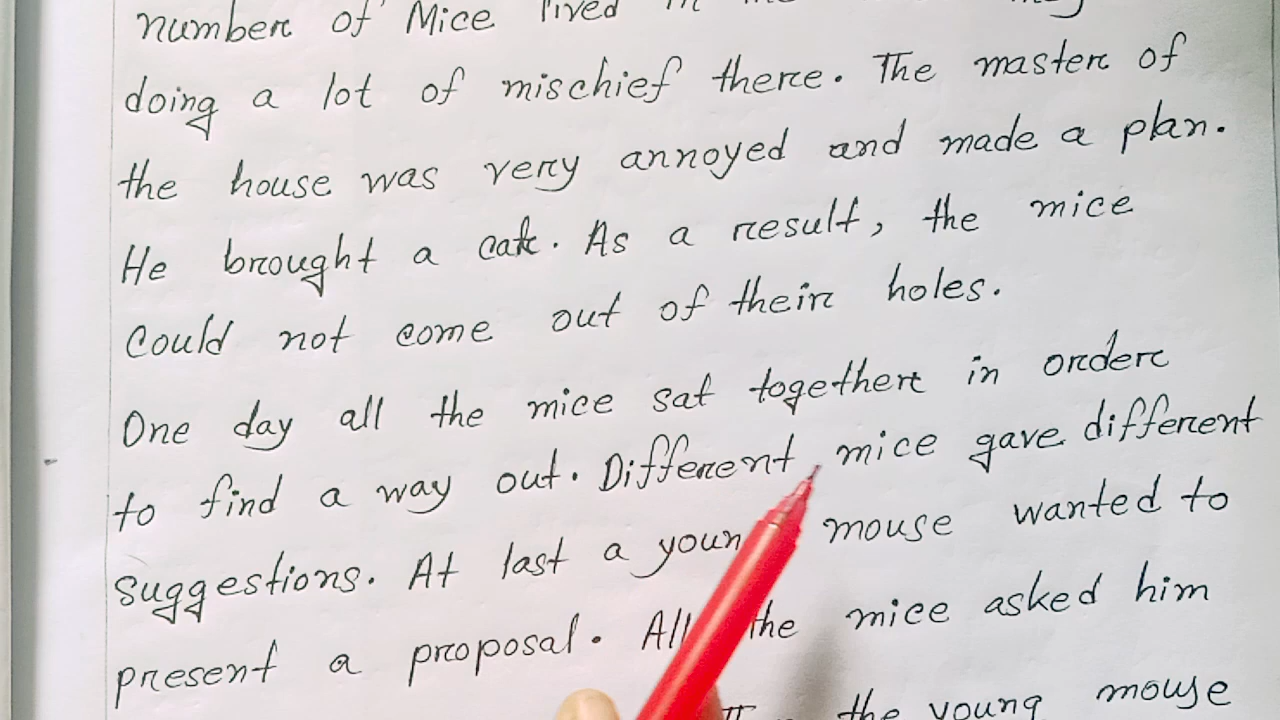 number of Mice lived in
doing a lot of mischief there. The master of
the house was very annoyed and made a plan.
He brought a cat. As a result, the mice
Could not come out of their holes.
One day all the mice sat together in order
to find a way out. Different mice gave different
suggestions. At last a young mouse wanted to
present a proposal. All the mice asked him
the young mouse